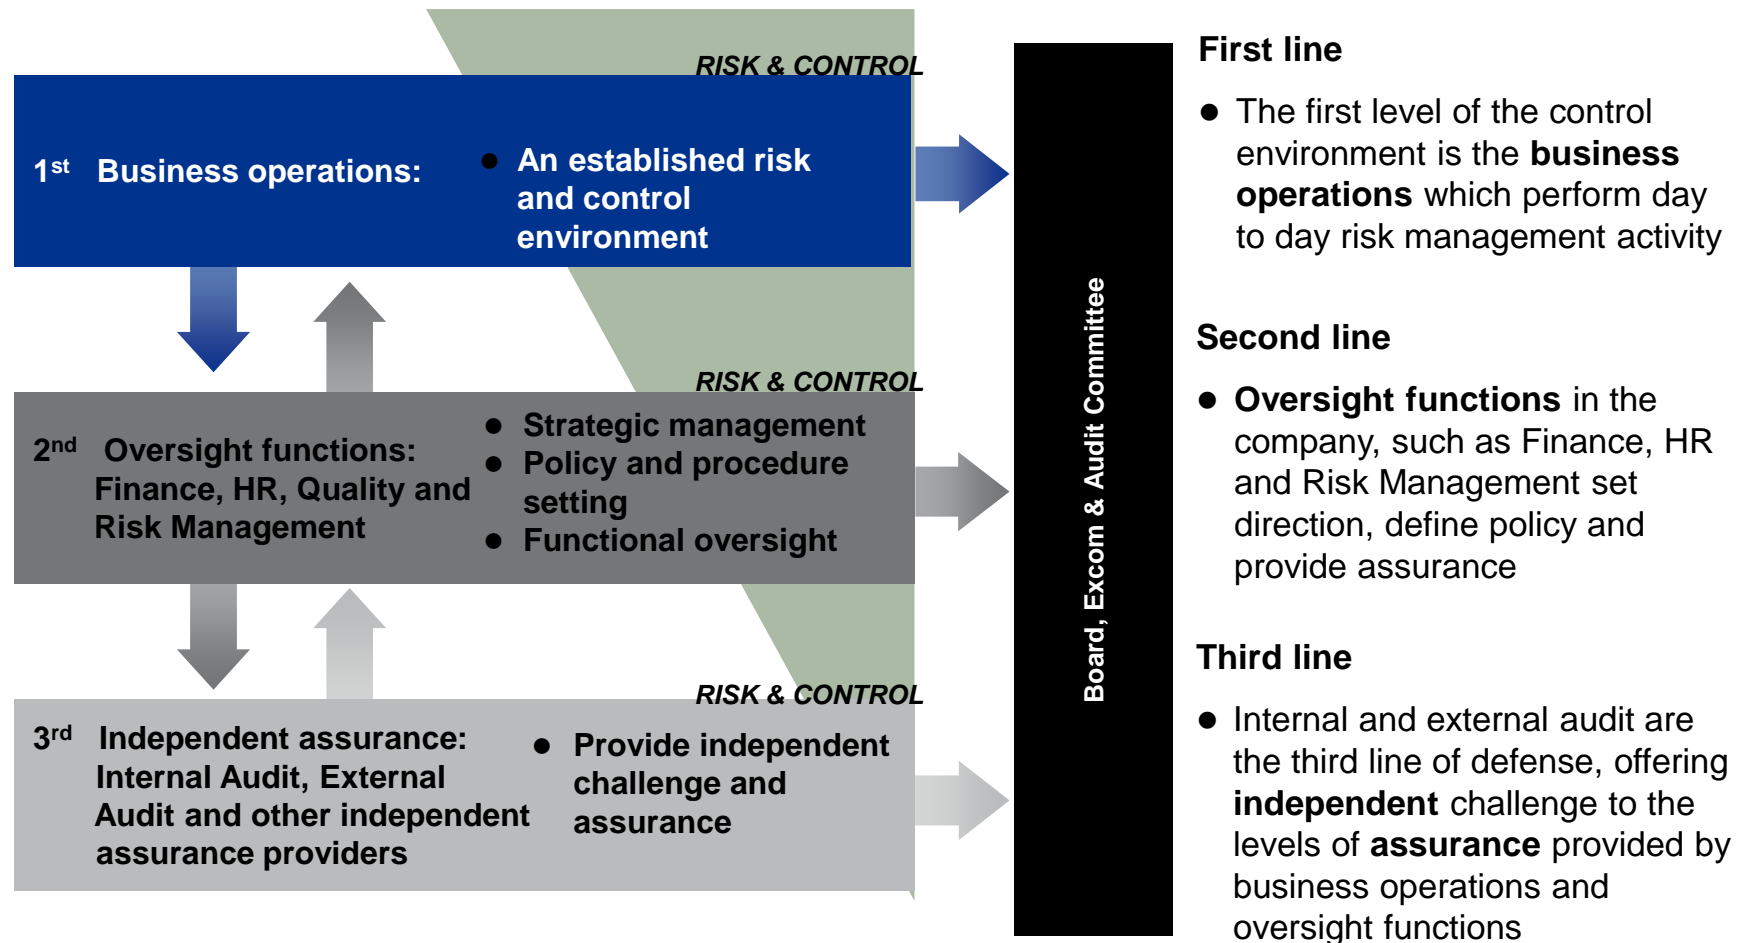 RISK & CONTROL
1st Business operations:
● An established risk
and control
environment
RISK & CONTROL
2nd Oversight functions:
Finance, HR, Quality and
Risk Management
● Strategic management
● Policy and procedure
setting
● Functional oversight
RISK & CONTROL
3rd Independent assurance:
Internal Audit, External
Audit and other independent
assurance providers
● Provide independent
challenge and
assurance
Board, Excom & Audit Committee
First line
● The first level of the control
environment is the business
operations which perform day
to day risk management activity
Second line
● Oversight functions in the
company, such as Finance, HR
and Risk Management set
direction, define policy and
provide assurance
Third line
● Internal and external audit are
the third line of defense, offering
independent challenge to the
levels of assurance provided by
business operations and
oversight functions